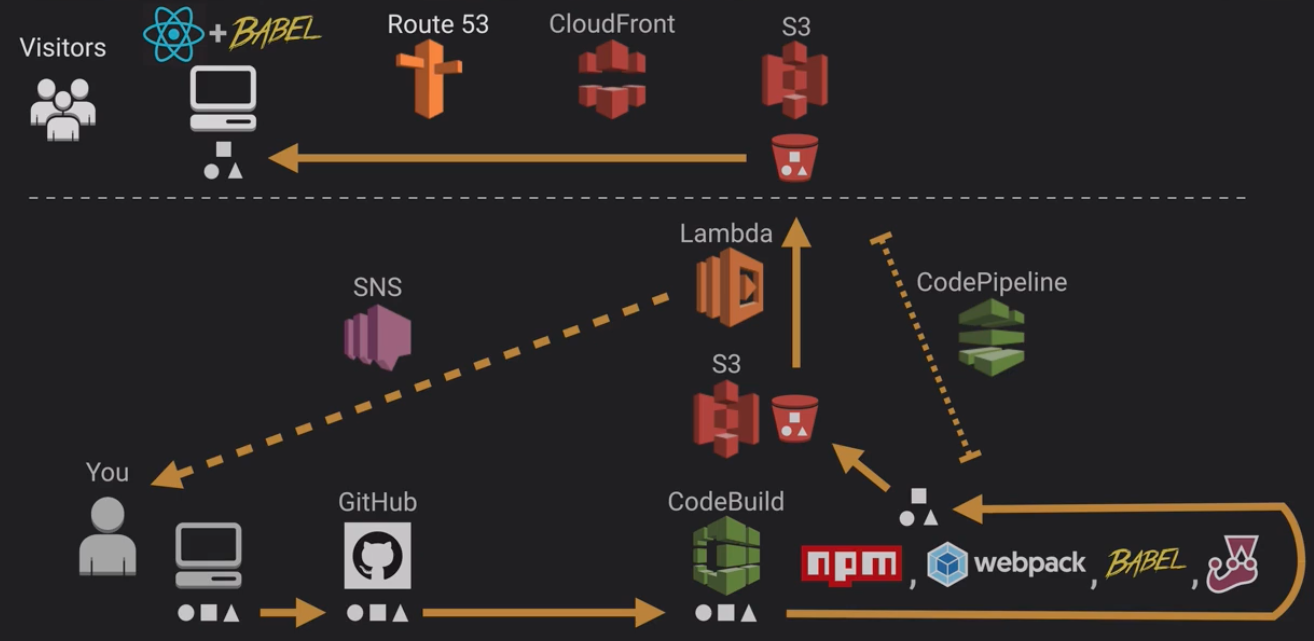 Visitors
+ BABEL
Route 53
CloudFront
S3
Lambda
SNS
CodePipeline
S3
You
GitHub
CodeBuild
npm, webpack, BABEL,